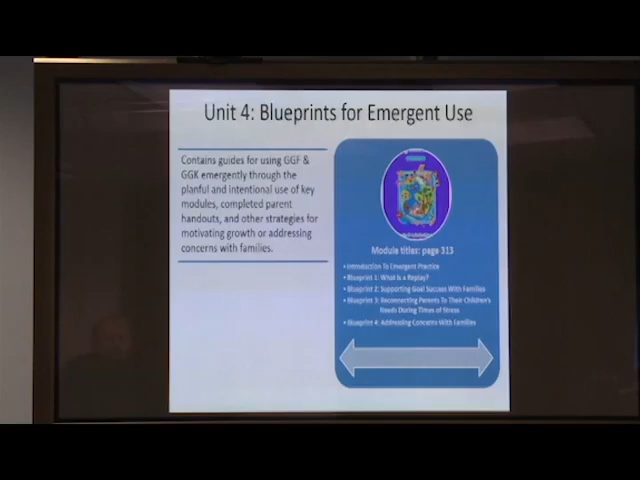 Unit 4: Blueprints for Emergent Use
Contains guides for using GGF &
GGK emergently through the
planful and intentional use of key
modules, completed parent
handouts, and other strategies for
motivating growth or addressing
concerns with families.
Module titles: page 313
• Introduction To Emergent Practice
• Blueprint 1: What Is a Replay?
• Blueprint 2: Supporting Goal Success With Families
• Blueprint 3: Reconnecting Parents To Their Children's
Needs During Times of Stress
• Blueprint 4: Addressing Concerns With Families